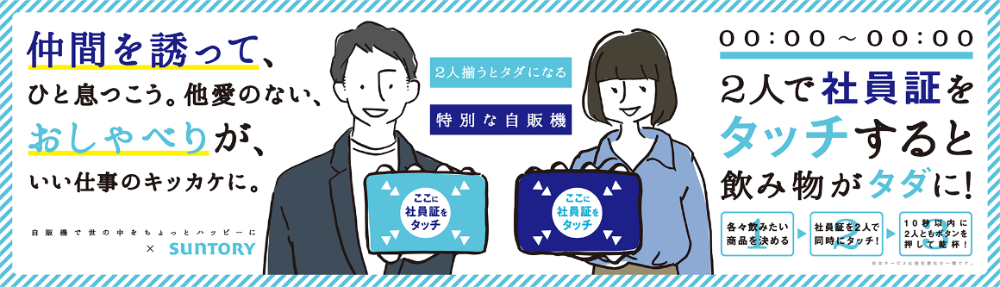 仲間を誘って、
ひと息つこう。他愛のない、
おしゃべりが、
いい仕事のキッカケに。
自販機で世の中をちょっとハッピーに
× SUNTORY
2人揃うとタダになる
特別な自販機
ここに
社員証を
タッチ
ここに
社員証を
タッチ
00:00～00:00
2人で社員証を
タッチすると
飲み物がタダに!
1
各々飲みたい
商品を決める
2
社員証を2人で
同時にタッチ!
3
10秒以内に
2人ともボタンを
押して乾杯!
※本サービスは福利厚生の一環です。